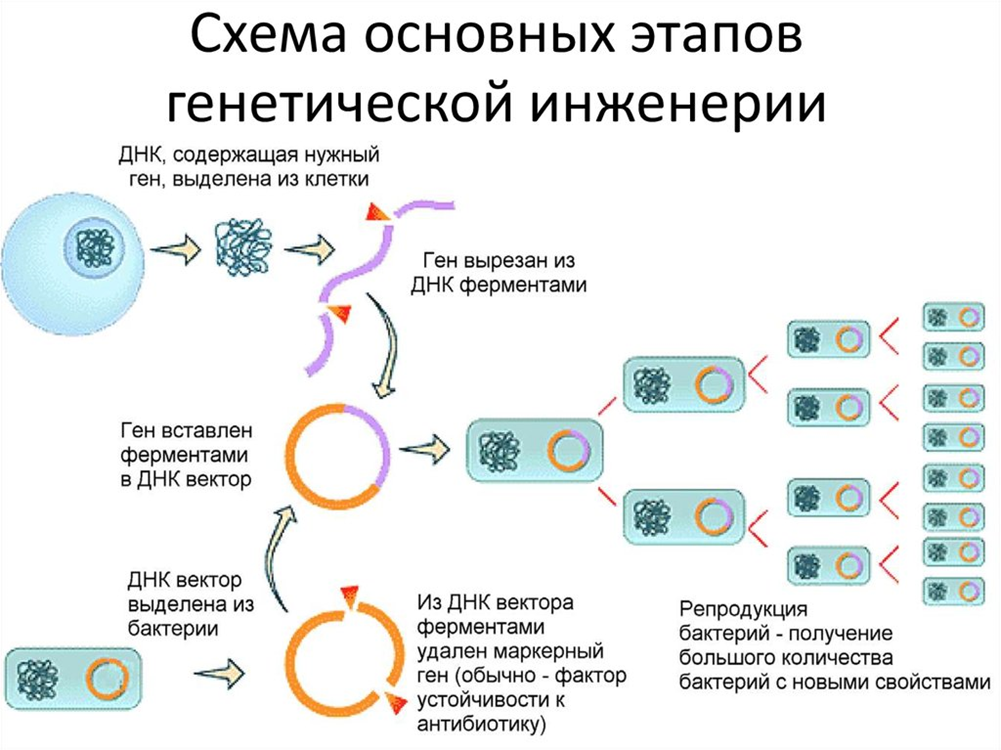 Схема основных этапов
генетической инженерии
ДНК, содержащая нужный
ген, выделена из клетки
Ген вырезан из
ДНК ферментами
Ген вставлен
ферментами
в ДНК вектор
ДНК вектор
выделена из
бактерии
Из ДНК вектора
ферментами
удален маркерный
ген (обычно - фактор
устойчивости к
антибиотику)
Репродукция
бактерий - получение
большого количества
бактерий с новыми свойствами